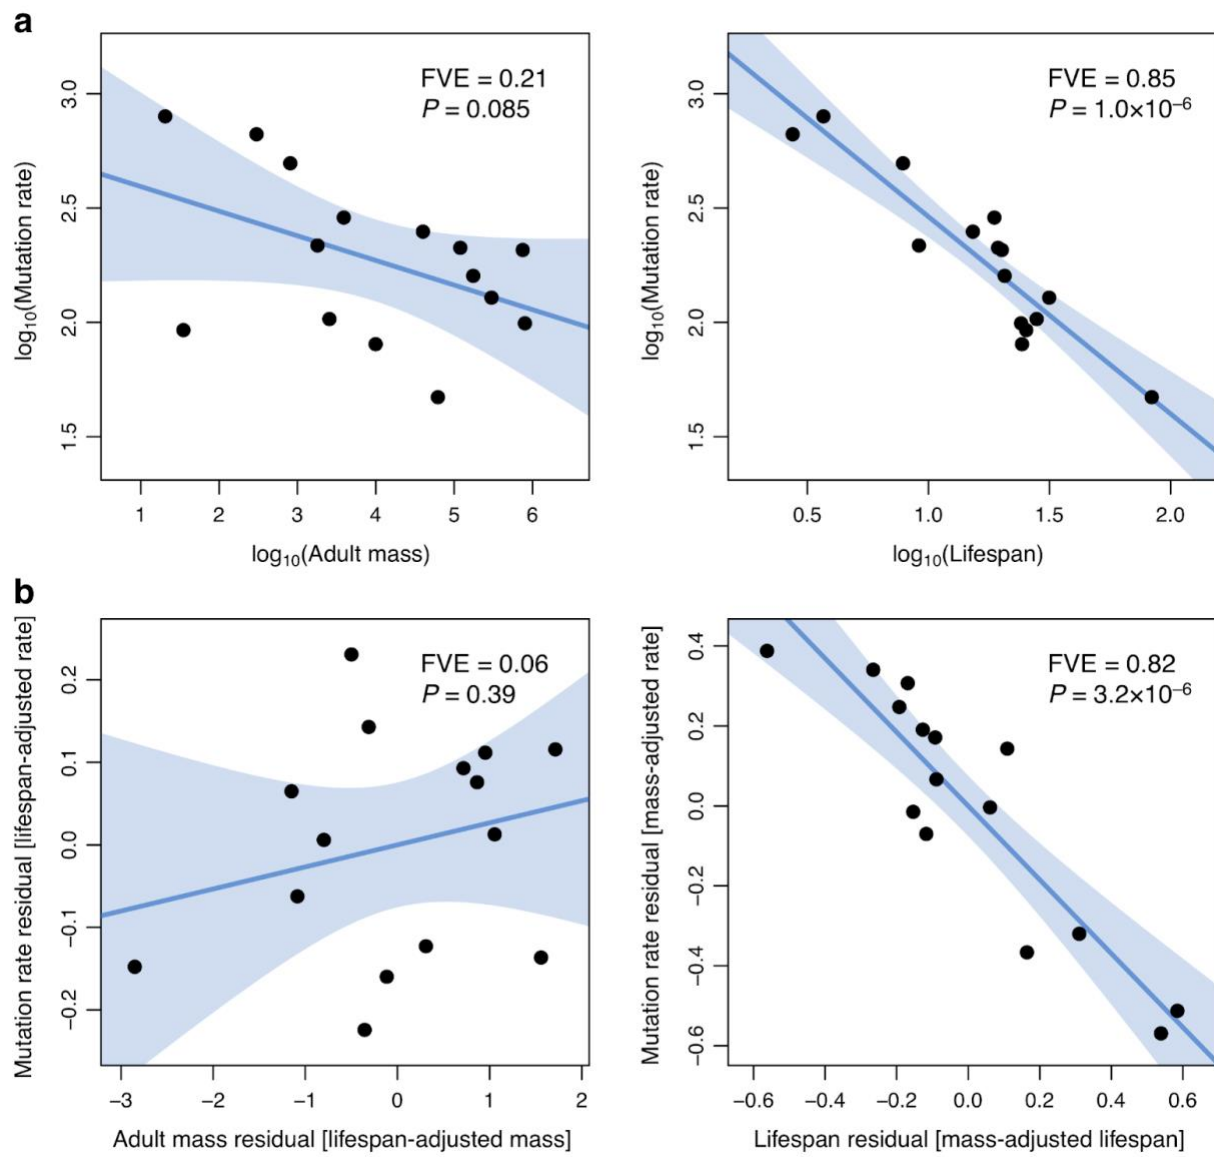 a
FVE = 0.21
P = 0.085
log₁₀(Mutation rate)
3.0
2.5
2.0
1.5
1 2 3 4 5 6
log₁₀(Adult mass)
FVE = 0.85
P = 1.0×10⁻⁶
log₁₀(Mutation rate)
3.0
2.5
2.0
1.5
0.5 1.0 1.5 2.0
log₁₀(Lifespan)
b
FVE = 0.06
P = 0.39
Mutation rate residual [lifespan-adjusted rate]
0.2
0.1
0.0
−0.1
−0.2
−3 −2 −1 0 1 2
Adult mass residual [lifespan-adjusted mass]
FVE = 0.82
P = 3.2×10⁻⁶
Mutation rate residual [mass-adjusted rate]
0.4
0.2
0.0
−0.2
−0.4
−0.6
−0.6 −0.4 −0.2 0.0 0.2 0.4 0.6
Lifespan residual [mass-adjusted lifespan]